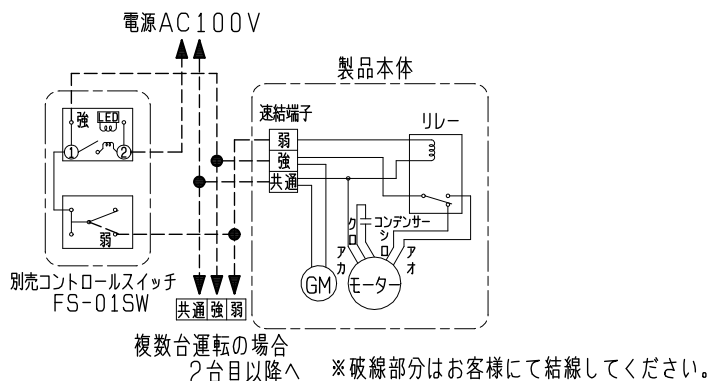 電源AC100V
製品本体
強 LED
① ②
弱
別売コントロールスイッチ
FS-01SW
速結端子
弱
強
共通
リレー
コンデンサー
クロ
シロ
アカ
アオ
GM
モーター
共通 強 弱
複数台運転の場合
2台目以降へ
※破線部分はお客様にて結線してください。